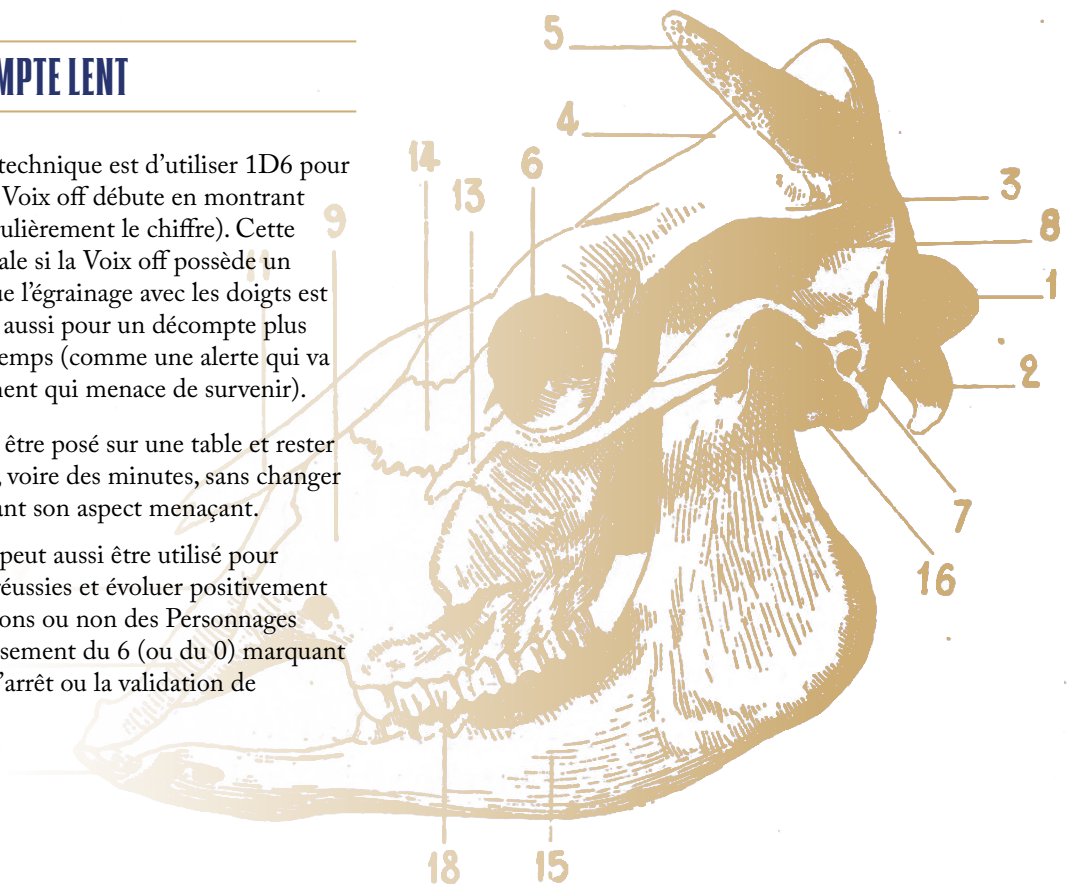 MPTE LENT
technique est d’utiliser 1D6 pour
Voix off débute en montrant
ulièrement le chiffre). Cette
ale si la Voix off possède un
ue l’égrainage avec les doigts est
aussi pour un décompte plus
emps (comme une alerte qui va
ment qui menace de survenir).
être posé sur une table et rester
, voire des minutes, sans changer
ant son aspect menaçant.
peut aussi être utilisé pour
réussies et évoluer positivement
ons ou non des Personnages
sement du 6 (ou du 0) marquant
’arrêt ou la validation de
5
4
14
6
13
9
3
8
11
1
2
7
16
18
15